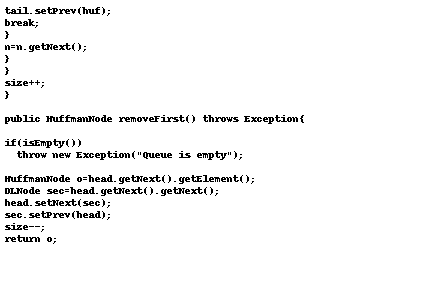 tail.setPrev(huf);
break;
}
n=n.getNext();
}
}
size++;
}
public HuffmanNode removeFirst() throws Exception{
if(isEmpty())
throw new Exception("Queue is empty");
HuffmanNode o=head.getNext().getElement();
DLNode sec=head.getNext().getNext();
head.setNext(sec);
sec.setPrev(head);
size--;
return o;